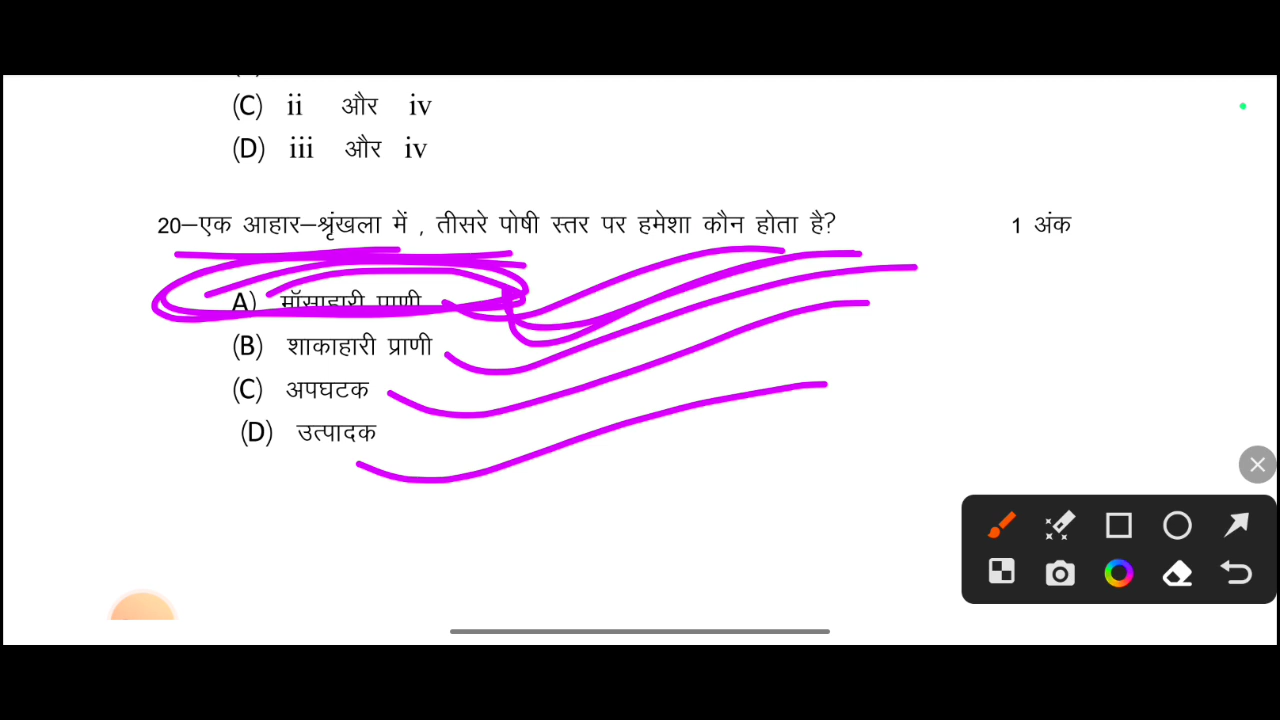 (C) ii और iv
(D) iii और iv
20–एक आहार–श्रृंखला में , तीसरे पोषी स्तर पर हमेशा कौन होता है? 1 अंक
A) मॉसाहारी प्राणी
(B) शाकाहारी प्राणी
(C) अपघटक
(D) उत्पादक